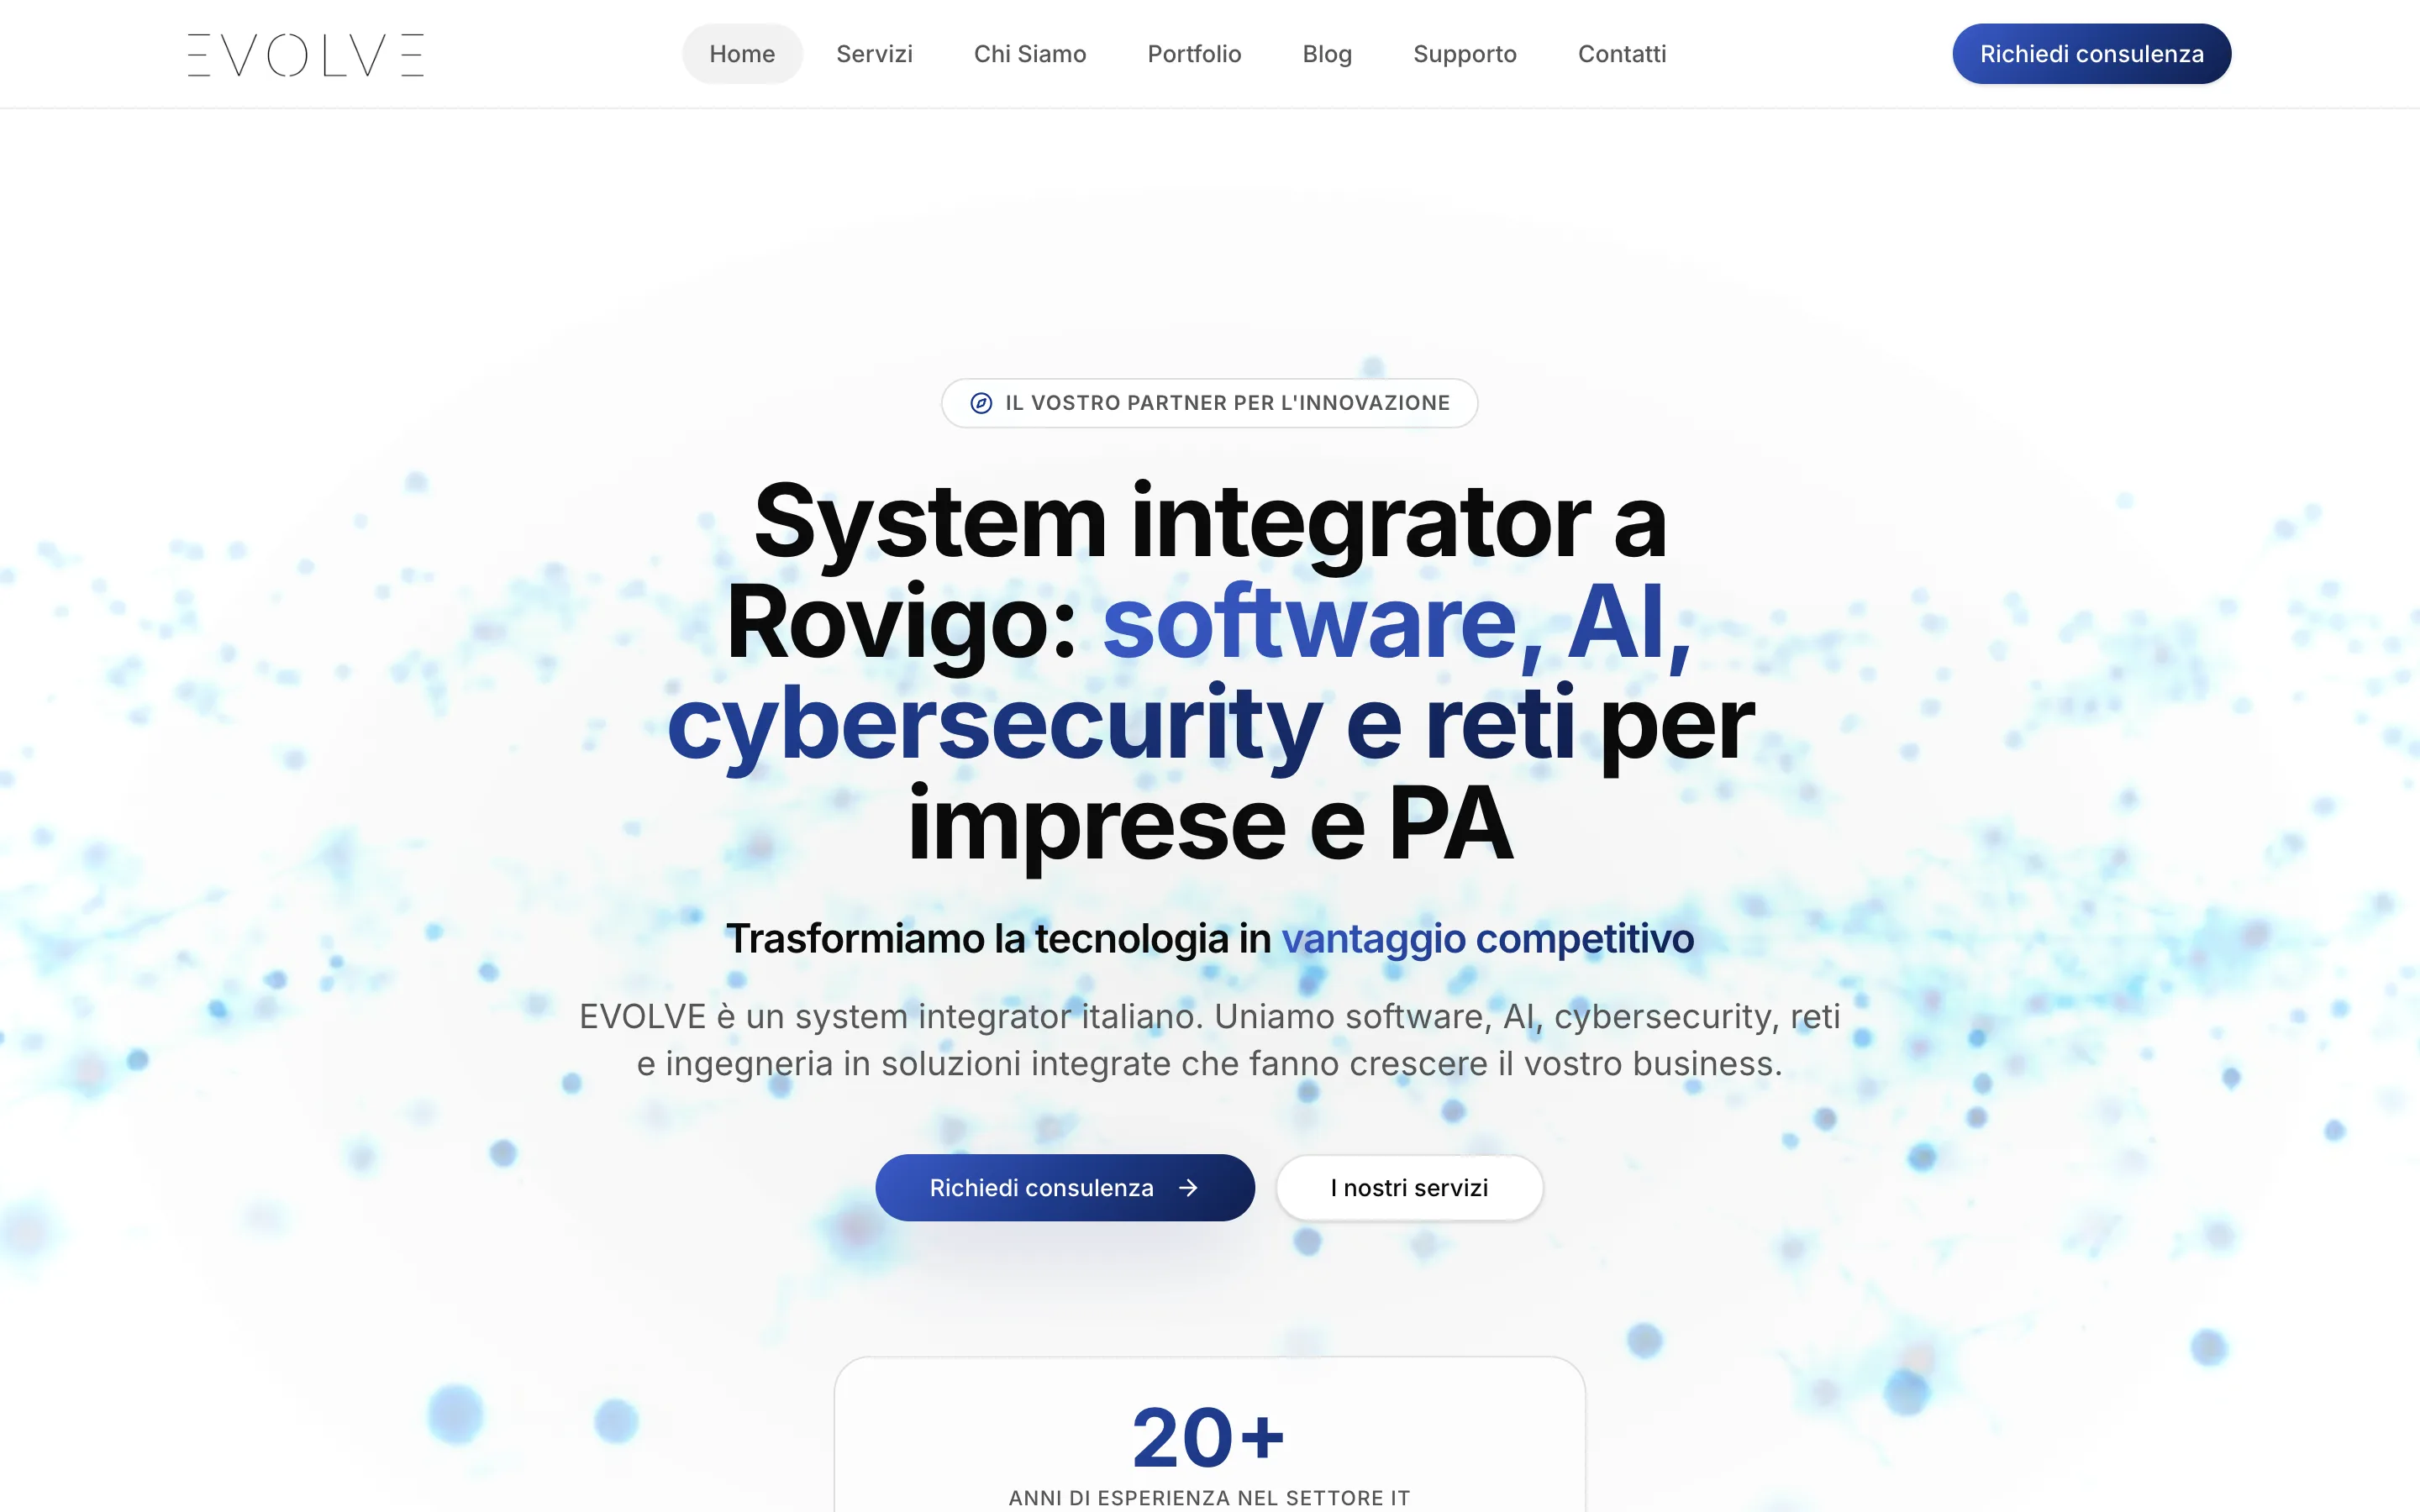 EVOLVE
Home
Servizi
Chi Siamo
Portfolio
Blog
Supporto
Contatti
Richiedi consulenza
IL VOSTRO PARTNER PER L'INNOVAZIONE
System integrator a
Rovigo: software, AI,
cybersecurity e reti per
imprese e PA
Trasformiamo la tecnologia in vantaggio competitivo
EVOLVE è un system integrator italiano. Uniamo software, AI, cybersecurity, reti
e ingegneria in soluzioni integrate che fanno crescere il vostro business.
Richiedi consulenza →
I nostri servizi
20+
ANNI DI ESPERIENZA NEL SETTORE IT